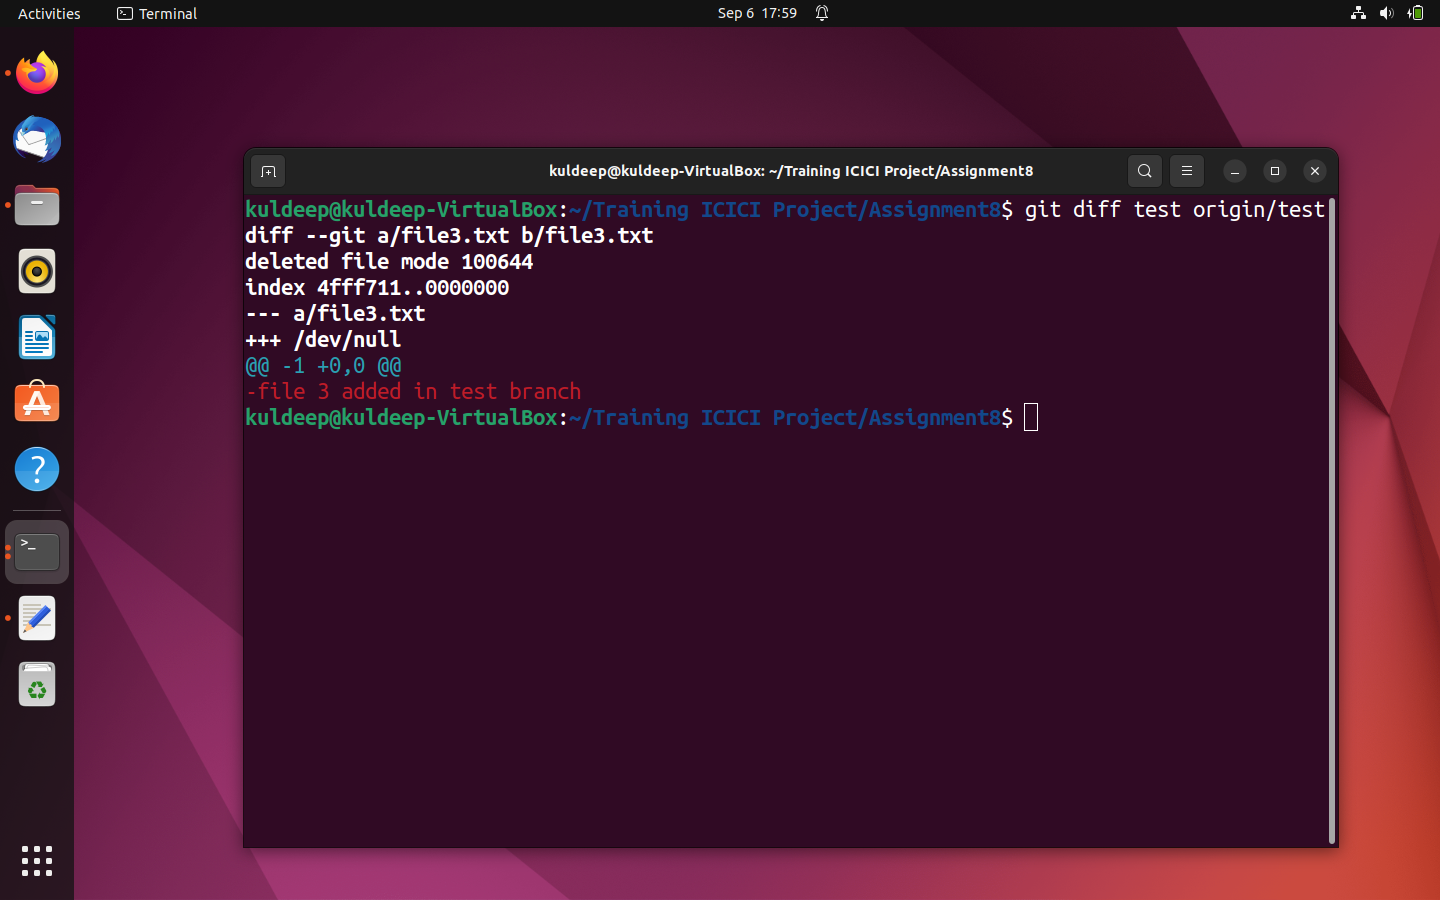 Activities
Terminal
Sep 6 17:59
kuldeep@kuldeep-VirtualBox: ~/Training ICICI Project/Assignment8
kuldeep@kuldeep-VirtualBox:~/Training ICICI Project/Assignment8$ git diff test origin/test
diff --git a/file3.txt b/file3.txt
deleted file mode 100644
index 4fff711..0000000
--- a/file3.txt
+++ /dev/null
@@ -1 +0,0 @@
-file 3 added in test branch
kuldeep@kuldeep-VirtualBox:~/Training ICICI Project/Assignment8$